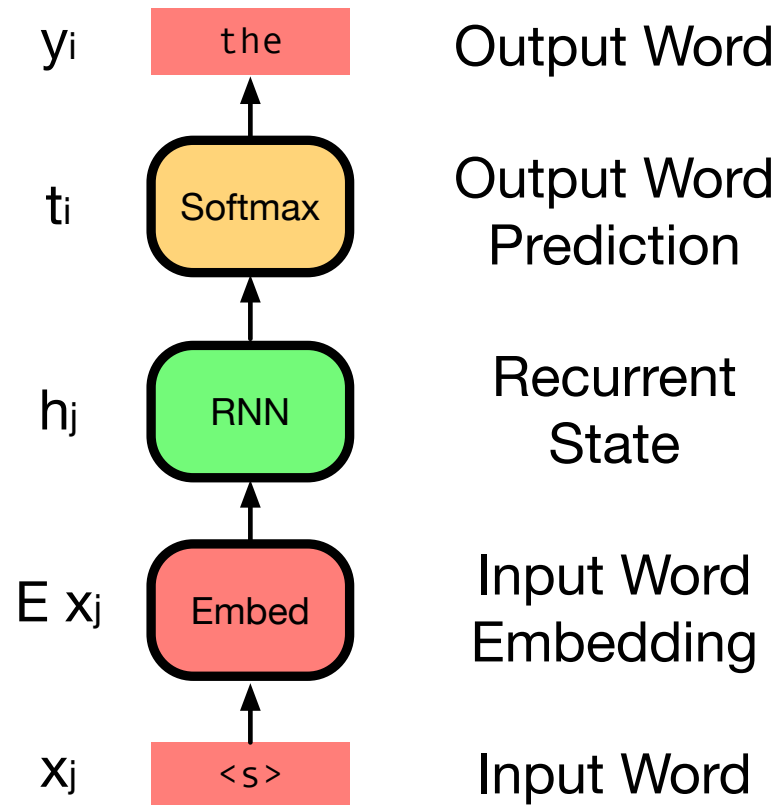 yi the Output Word
ti Softmax Output Word
Prediction
hj RNN Recurrent
State
E xj Embed Input Word
Embedding
xj <s> Input Word